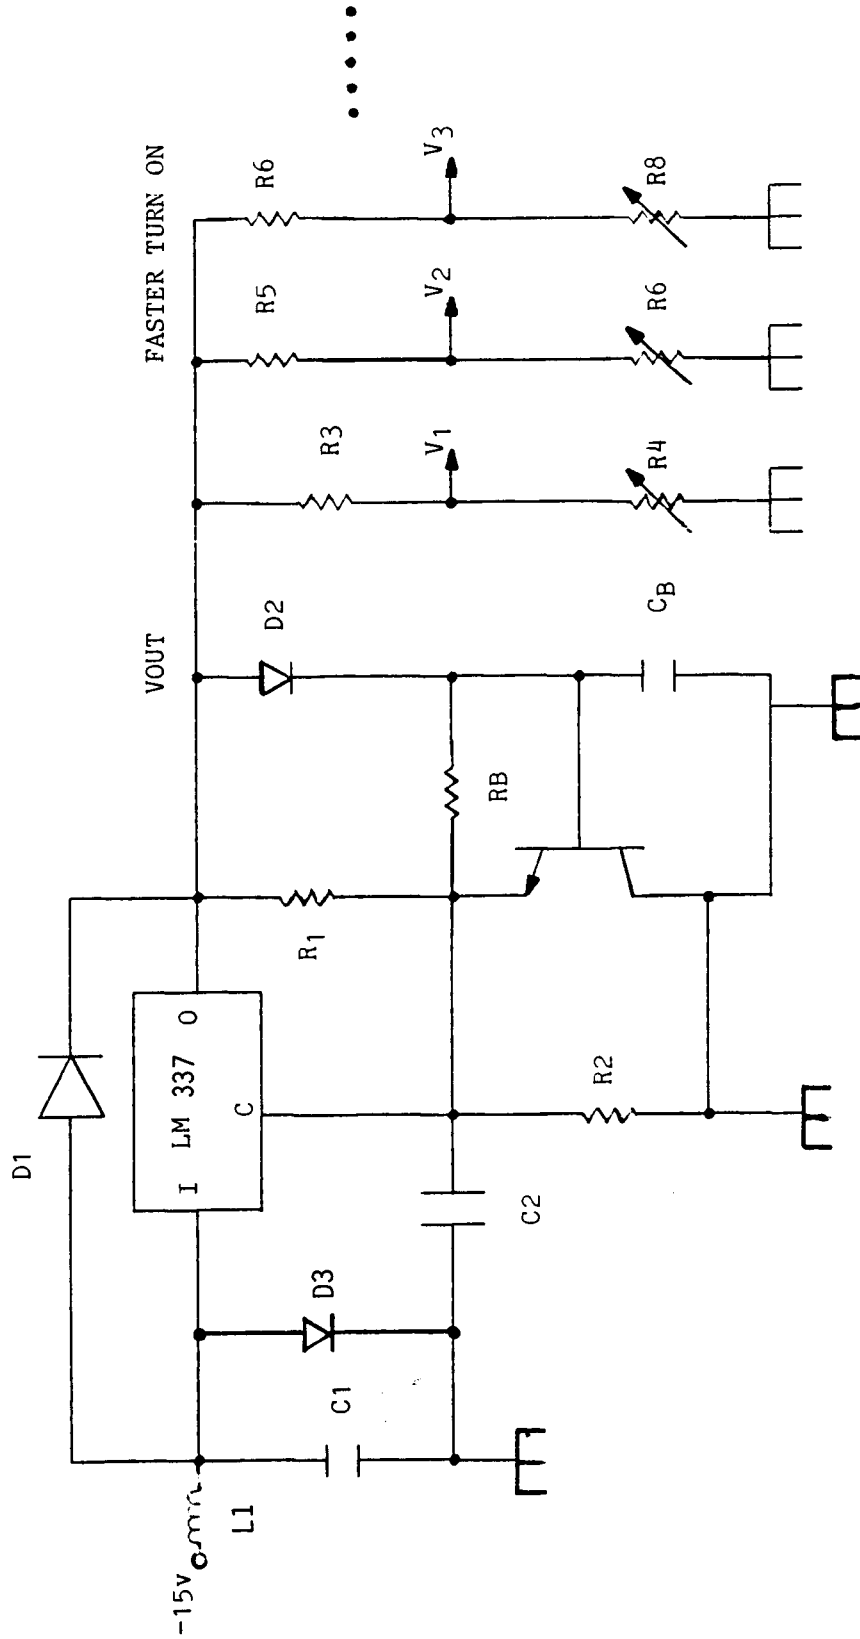 FASTER TURN ON
VOUT
D1
I
LM 337
O
C
-15V
L1
C1
D3
C2
R1
R2
RB
D2
CB
R3
R5
R6
V1
V2
V3
R4
R6
R8